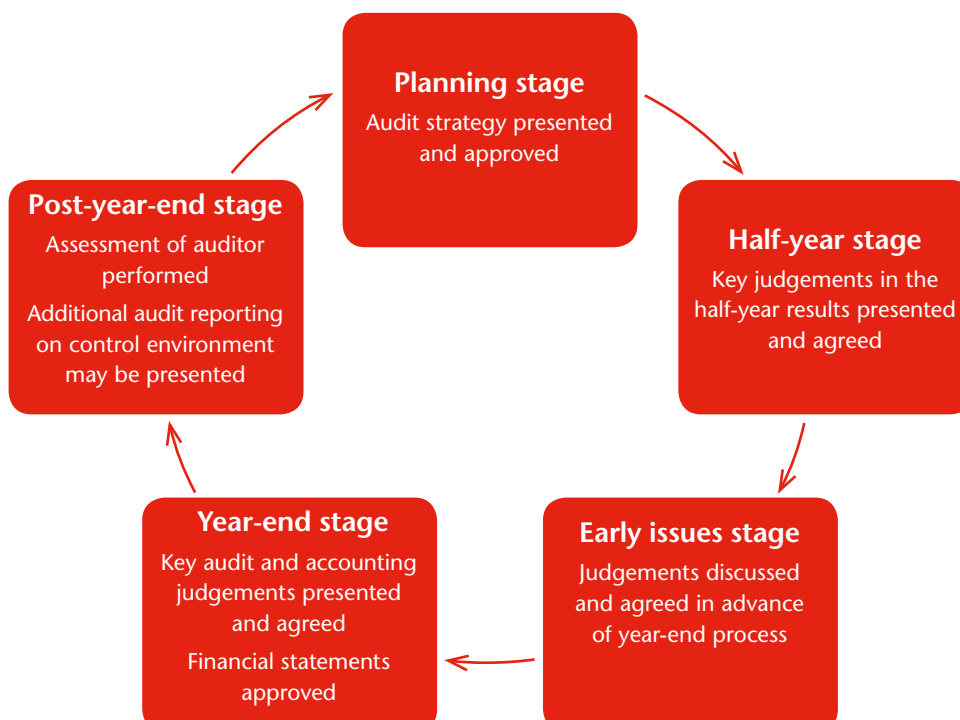 Planning stage
Audit strategy presented
and approved
Half-year stage
Key judgements in the
half-year results presented
and agreed
Early issues stage
Judgements discussed
and agreed in advance
of year-end process
Year-end stage
Key audit and accounting
judgements presented
and agreed
Financial statements
approved
Post-year-end stage
Assessment of auditor
performed
Additional audit reporting
on control environment
may be presented